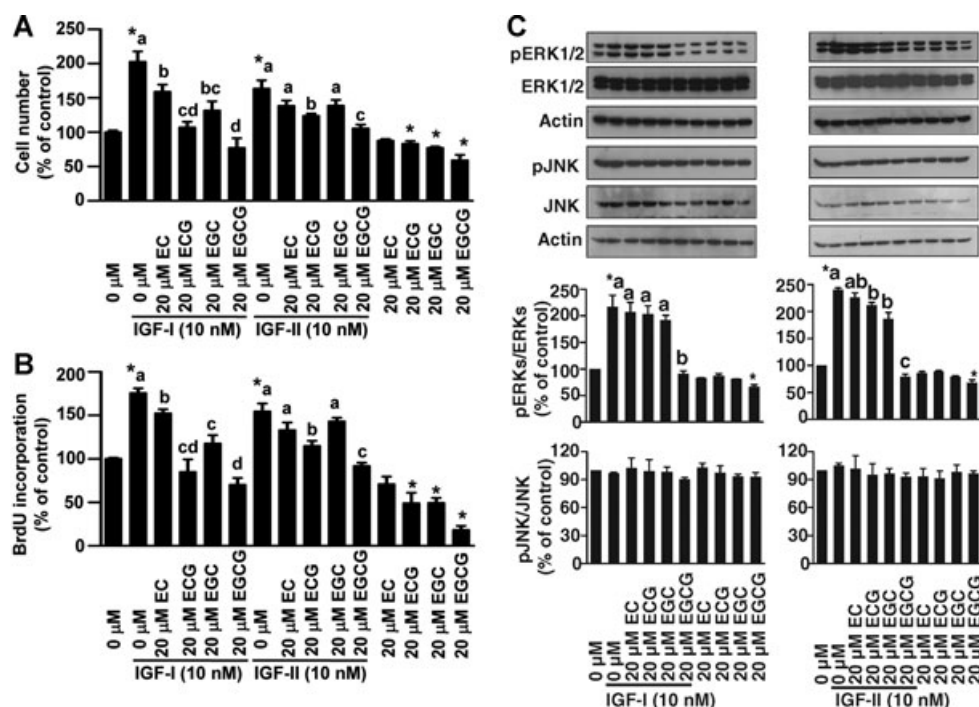 A
Cell number
(% of control)
250
200
150
100
50
0
*a
b
cd
bc
d
*a
a
b
a
c
*
*
*
0 µM
0 µM
20 µM EC
20 µM ECG
20 µM EGC
20 µM EGCG
0 µM
20 µM EC
20 µM ECG
20 µM EGC
20 µM EGCG
20 µM EC
20 µM ECG
20 µM EGC
20 µM EGCG
IGF-I (10 nM)
IGF-II (10 nM)
B
BrdU incorporation
(% of control)
200
150
100
50
0
*a
b
cd
c
d
*a
a
b
a
c
*
*
*
0 µM
0 µM
20 µM EC
20 µM ECG
20 µM EGC
20 µM EGCG
0 µM
20 µM EC
20 µM ECG
20 µM EGC
20 µM EGCG
20 µM EC
20 µM ECG
20 µM EGC
20 µM EGCG
IGF-I (10 nM)
IGF-II (10 nM)
C
pERK1/2
ERK1/2
Actin
pJNK
JNK
Actin
pERKs/ERKs
(% of control)
200
150
100
50
0
*a
a
a
a
b
*
250
200
150
100
50
0
*a
ab
b
b
c
*
pJNK/JNK
(% of control)
120
90
60
30
0
120
90
60
30
0
0 µM
0 µM
20 µM EC
20 µM ECG
20 µM EGC
20 µM EGCG
20 µM EC
20 µM ECG
20 µM EGC
20 µM EGCG
IGF-I (10 nM)
0 µM
0 µM
20 µM EC
20 µM ECG
20 µM EGC
20 µM EGCG
20 µM EC
20 µM ECG
20 µM EGC
20 µM EGCG
IGF-II (10 nM)